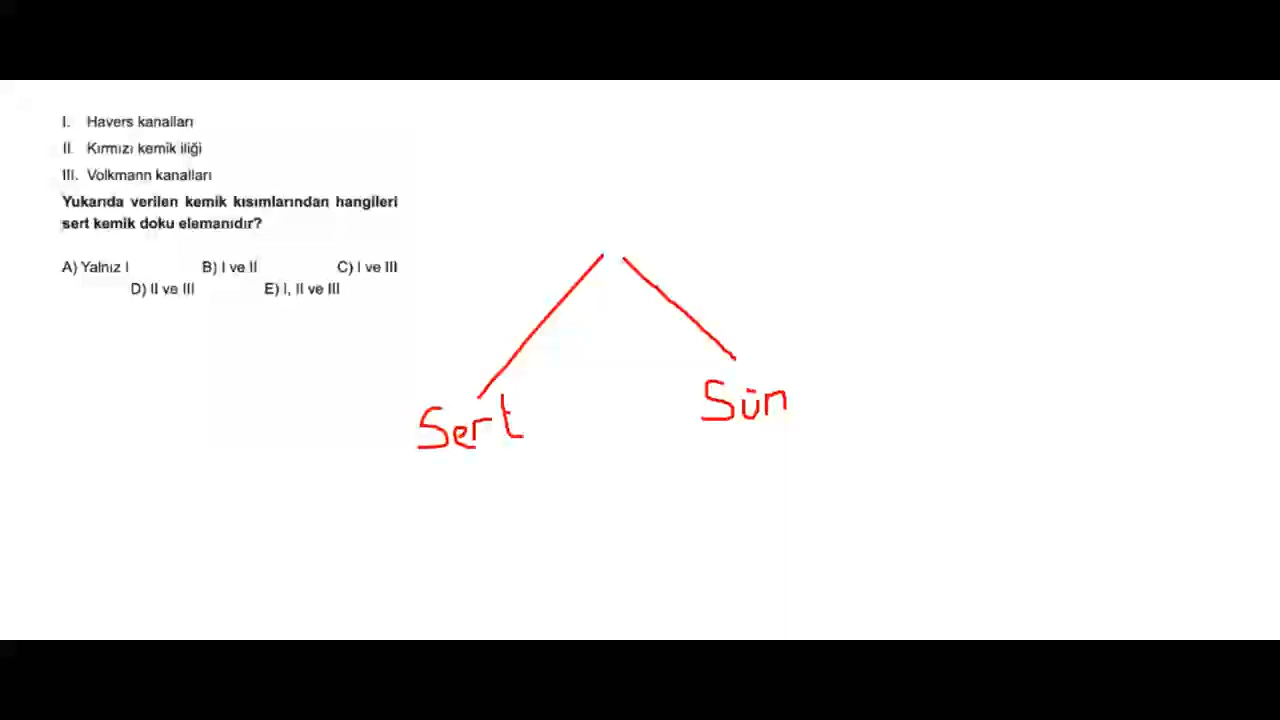 I. Havers kanalları
II. Kırmızı kemik iliği
III. Volkmann kanalları
Yukarıda verilen kemik kısımlarından hangileri
sert kemik doku elemanıdır?
A) Yalnız I B) I ve II C) I ve III
D) II ve III E) I, II ve III
Sert
Sün